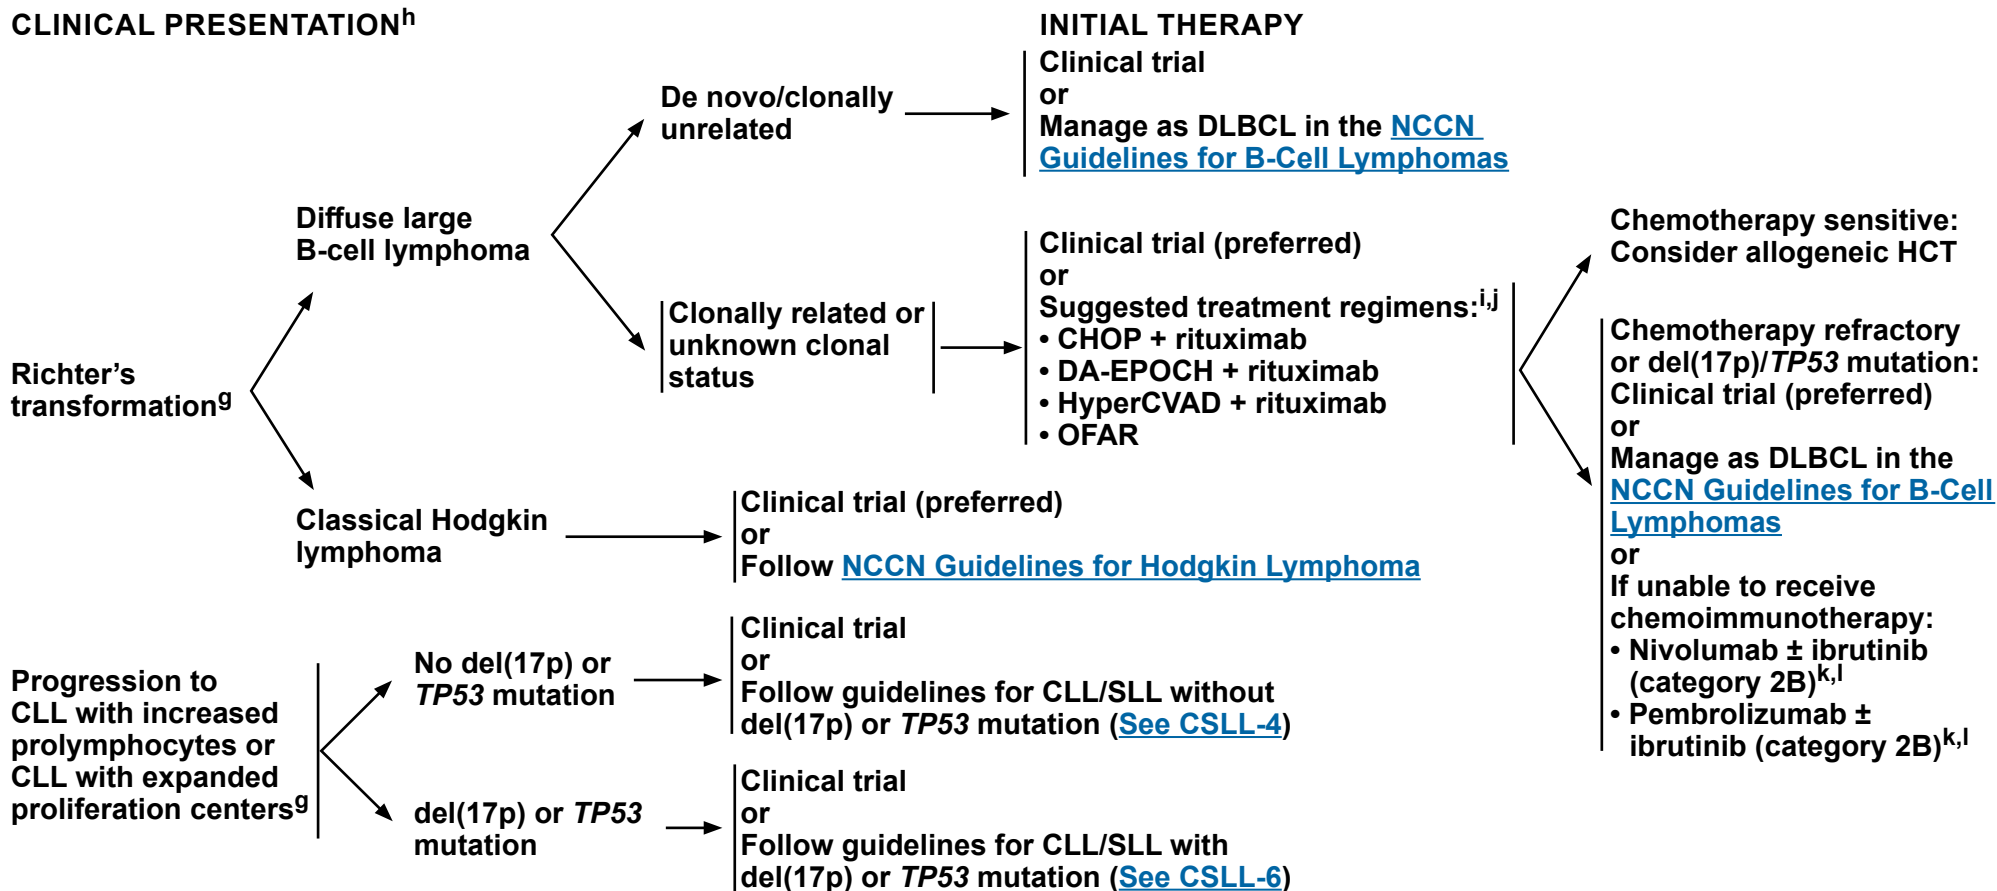 CLINICAL PRESENTATIONh
INITIAL THERAPY
Richter’s
transformationg
Diffuse large
B-cell lymphoma
De novo/clonally
unrelated
Clinical trial
or
Manage as DLBCL in the NCCN
Guidelines for B-Cell Lymphomas
Clonally related or
unknown clonal
status
Clinical trial (preferred)
or
Suggested treatment regimens:i,j
• CHOP + rituximab
• DA-EPOCH + rituximab
• HyperCVAD + rituximab
• OFAR
Chemotherapy sensitive:
Consider allogeneic HCT
Chemotherapy refractory
or del(17p)/TP53 mutation:
Clinical trial (preferred)
or
Manage as DLBCL in the
NCCN Guidelines for B-Cell
Lymphomas
or
If unable to receive
chemoimmunotherapy:
• Nivolumab ± ibrutinib
(category 2B)k,l
• Pembrolizumab ±
ibrutinib (category 2B)k,l
Classical Hodgkin
lymphoma
Clinical trial (preferred)
or
Follow NCCN Guidelines for Hodgkin Lymphoma
Progression to
CLL with increased
prolymphocytes or
CLL with expanded
proliferation centersg
No del(17p) or
TP53 mutation
Clinical trial
or
Follow guidelines for CLL/SLL without
del(17p) or TP53 mutation (See CSLL-4)
del(17p) or TP53
mutation
Clinical trial
or
Follow guidelines for CLL/SLL with
del(17p) or TP53 mutation (See CSLL-6)